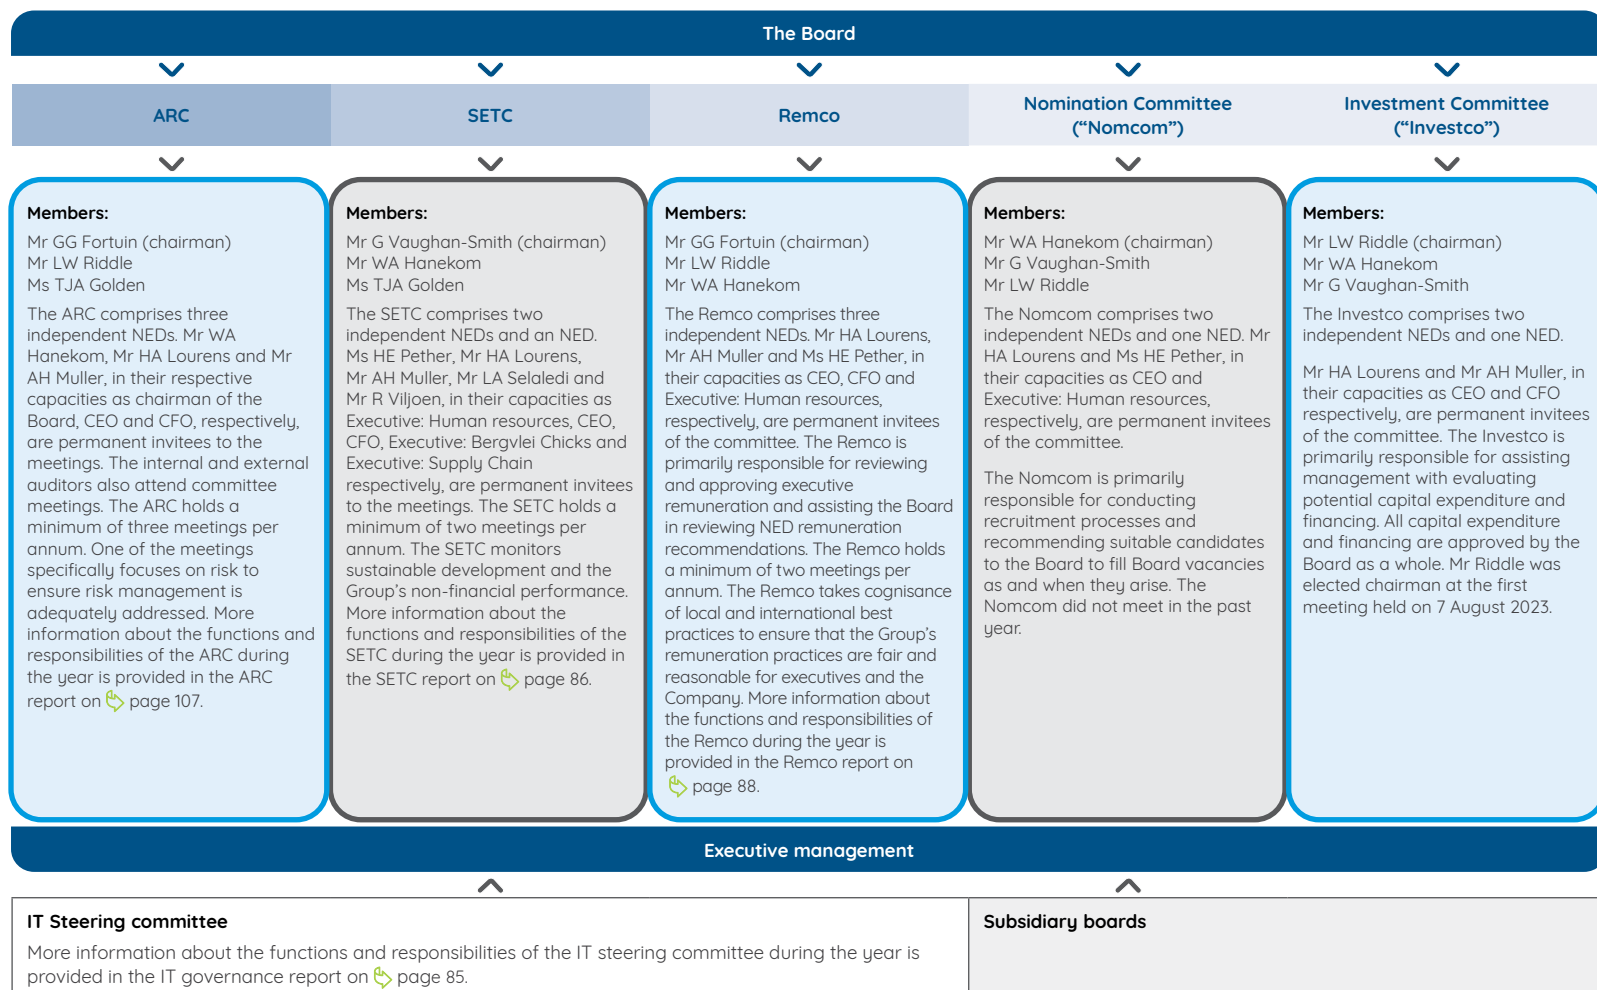 The Board
ARC
SETC
Remco
Nomination Committee
(“Nomcom”)
Investment Committee
(“Investco”)
Members:
Mr GG Fortuin (chairman)
Mr LW Riddle
Ms TJA Golden
The ARC comprises three
independent NEDs. Mr WA
Hanekom, Mr HA Lourens and Mr
AH Muller, in their respective
capacities as chairman of the
Board, CEO and CFO, respectively,
are permanent invitees to the
meetings. The internal and external
auditors also attend committee
meetings. The ARC holds a
minimum of three meetings per
annum. One of the meetings
specifically focuses on risk to
ensure risk management is
adequately addressed. More
information about the functions and
responsibilities of the ARC during
the year is provided in the ARC
report on page 107.
Members:
Mr G Vaughan-Smith (chairman)
Mr WA Hanekom
Ms TJA Golden
The SETC comprises two
independent NEDs and an NED.
Ms HE Pether, Mr HA Lourens,
Mr AH Muller, Mr LA Selaledi and
Mr R Viljoen, in their capacities as
Executive: Human resources, CEO,
CFO, Executive: Bergvlei Chicks and
Executive: Supply Chain
respectively, are permanent invitees
to the meetings. The SETC holds a
minimum of two meetings per
annum. The SETC monitors
sustainable development and the
Group’s non-financial performance.
More information about the
functions and responsibilities of the
SETC during the year is provided in
the SETC report on page 86.
Members:
Mr GG Fortuin (chairman)
Mr LW Riddle
Mr WA Hanekom
The Remco comprises three
independent NEDs. Mr HA Lourens,
Mr AH Muller and Ms HE Pether, in
their capacities as CEO, CFO and
Executive: Human resources,
respectively, are permanent invitees
of the committee. The Remco is
primarily responsible for reviewing
and approving executive
remuneration and assisting the Board
in reviewing NED remuneration
recommendations. The Remco holds
a minimum of two meetings per
annum. The Remco takes cognisance
of local and international best
practices to ensure that the Group’s
remuneration practices are fair and
reasonable for executives and the
Company. More information about
the functions and responsibilities of
the Remco during the year is
provided in the Remco report on
page 88.
Members:
Mr WA Hanekom (chairman)
Mr G Vaughan-Smith
Mr LW Riddle
The Nomcom comprises two
independent NEDs and one NED. Mr
HA Lourens and Ms HE Pether, in
their capacities as CEO and
Executive: Human resources,
respectively, are permanent invitees
of the committee.
The Nomcom is primarily
responsible for conducting
recruitment processes and
recommending suitable candidates
to the Board to fill Board vacancies
as and when they arise. The
Nomcom did not meet in the past
year.
Members:
Mr LW Riddle (chairman)
Mr WA Hanekom
Mr G Vaughan-Smith
The Investco comprises two
independent NEDs and one NED.
Mr HA Lourens and Mr AH Muller, in
their capacities as CEO and CFO
respectively, are permanent invitees
of the committee. The Investco is
primarily responsible for assisting
management with evaluating
potential capital expenditure and
financing. All capital expenditure
and financing are approved by the
Board as a whole. Mr Riddle was
elected chairman at the first
meeting held on 7 August 2023.
Executive management
IT Steering committee
More information about the functions and responsibilities of the IT steering committee during the year is
provided in the IT governance report on page 85.
Subsidiary boards